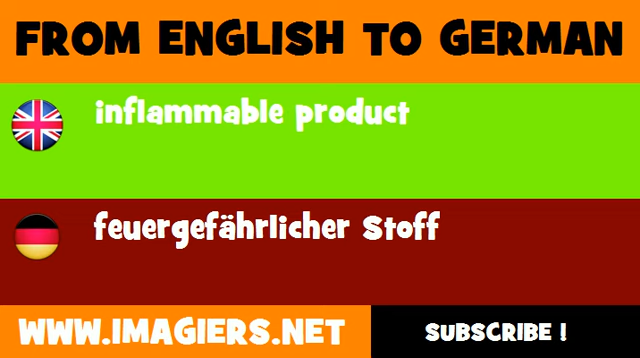 FROM ENGLISH TO GERMAN
inflammable product
feuergefährlicher Stoff
WWW.IMAGIERS.NET
SUBSCRIBE !